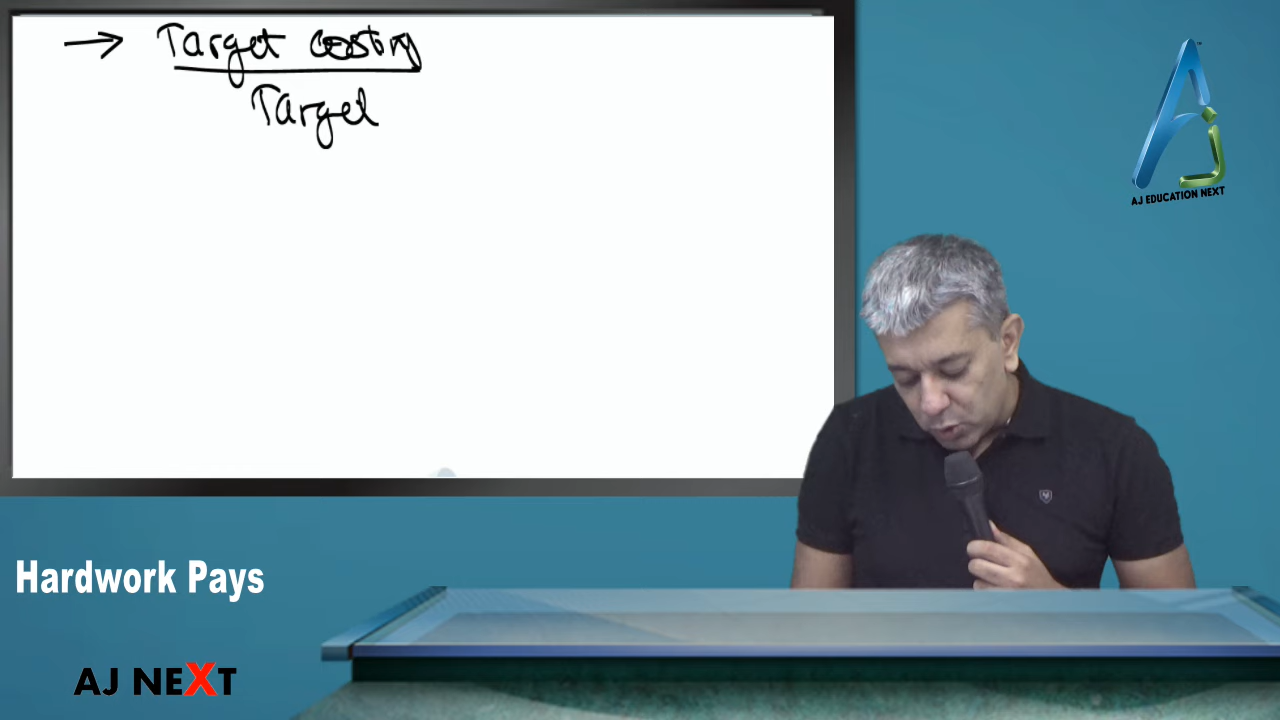 → Target costing
Target
AJ EDUCATION NEXT
Hardwork Pays
AJ NEXT